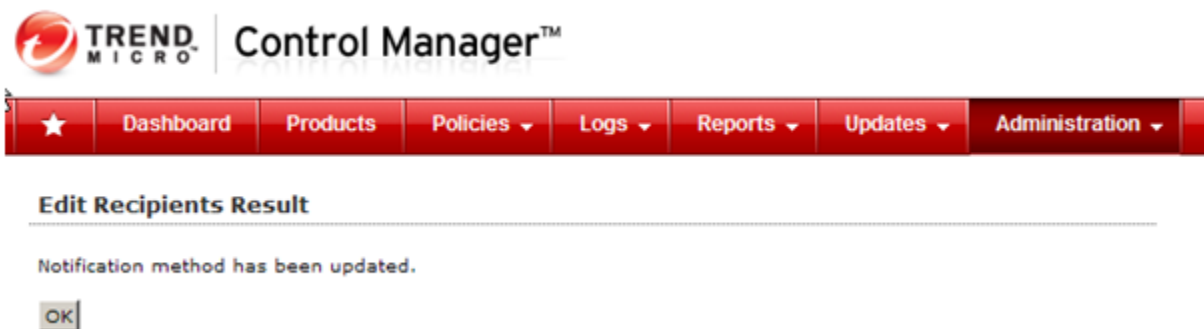 TREND MICRO™ Control Manager™
Dashboard Products Policies Logs Reports Updates Administration
Edit Recipients Result
Notification method has been updated.
OK